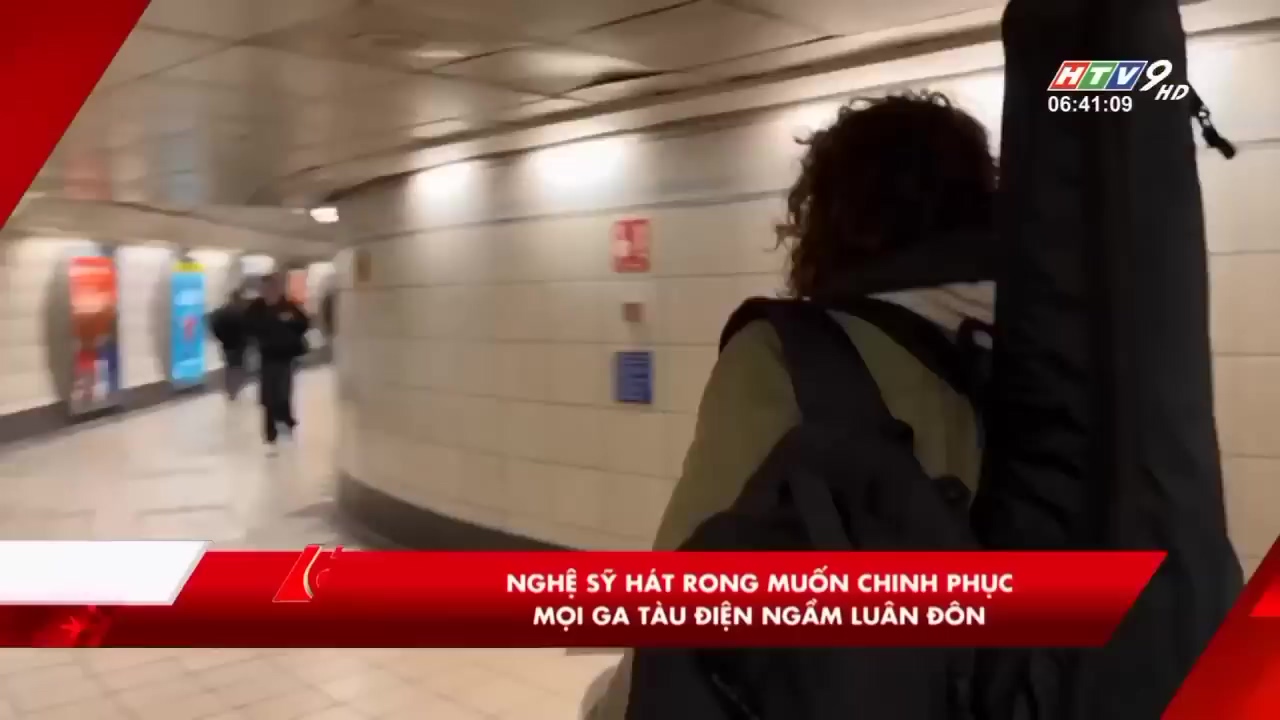 HTV9 HD
06:41:09
NGHỆ SỸ HÁT RONG MUỐN CHINH PHỤC
MỌI GA TÀU ĐIỆN NGẦM LUÂN ĐÔN